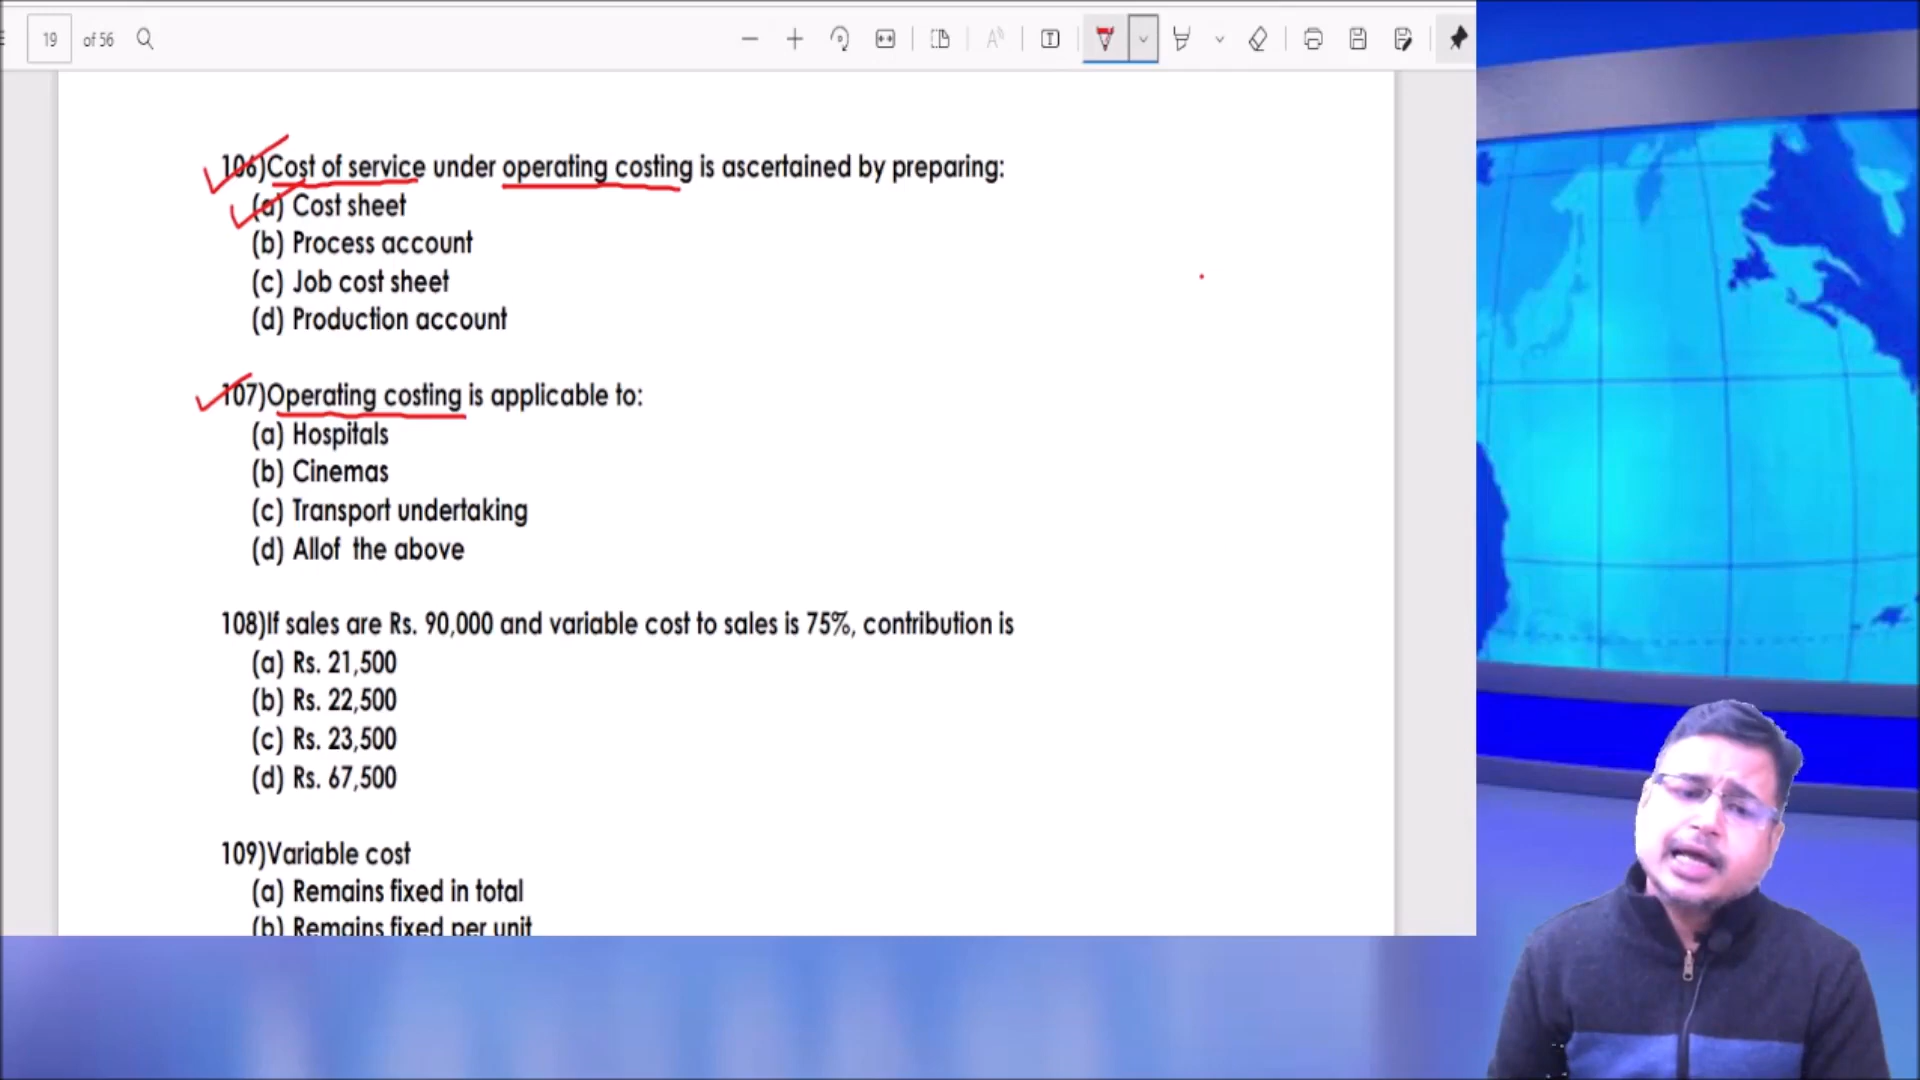 19 of 56
106)Cost of service under operating costing is ascertained by preparing:
(a) Cost sheet
(b) Process account
(c) Job cost sheet
(d) Production account
107)Operating costing is applicable to:
(a) Hospitals
(b) Cinemas
(c) Transport undertaking
(d) Allof the above
108)If sales are Rs. 90,000 and variable cost to sales is 75%, contribution is
(a) Rs. 21,500
(b) Rs. 22,500
(c) Rs. 23,500
(d) Rs. 67,500
109)Variable cost
(a) Remains fixed in total
(b) Remains fixed per unit